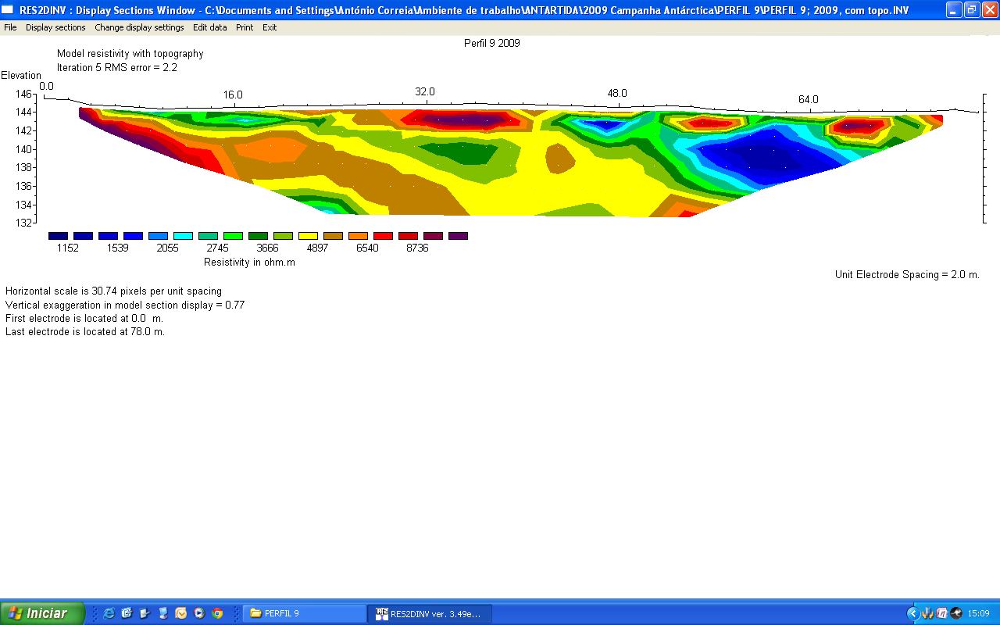 RES2DINV : Display Sections Window - C:\Documents and Settings\António Correia\Ambiente de trabalho\ANTARTIDA\2009 Campanha Antárctica\PERFIL 9\PERFIL 9; 2009, com topo.INV
File Display sections Change display settings Edit data Print Exit
Perfil 9 2009
Model resistivity with topography
Iteration 5 RMS error = 2.2
Elevation
0.0 16.0 32.0 48.0 64.0
146
144
142
140
138
136
134
132
1152 1539 2055 2745 3666 4897 6540 8736
Resistivity in ohm.m
Unit Electrode Spacing = 2.0 m.
Horizontal scale is 30.74 pixels per unit spacing
Vertical exaggeration in model section display = 0.77
First electrode is located at 0.0 m.
Last electrode is located at 78.0 m.
Iniciar PERFIL 9 RES2DINV ver. 3.49e... 15:09